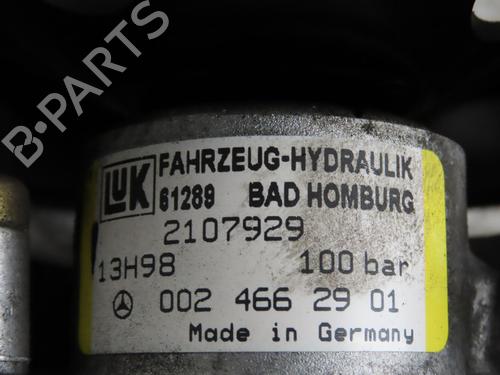 B-PARTS
LuK FAHRZEUG-HYDRAULIK
61289 BAD HOMBURG
2107929
13H98 100 bar
002 466 29 01
Made in Germany